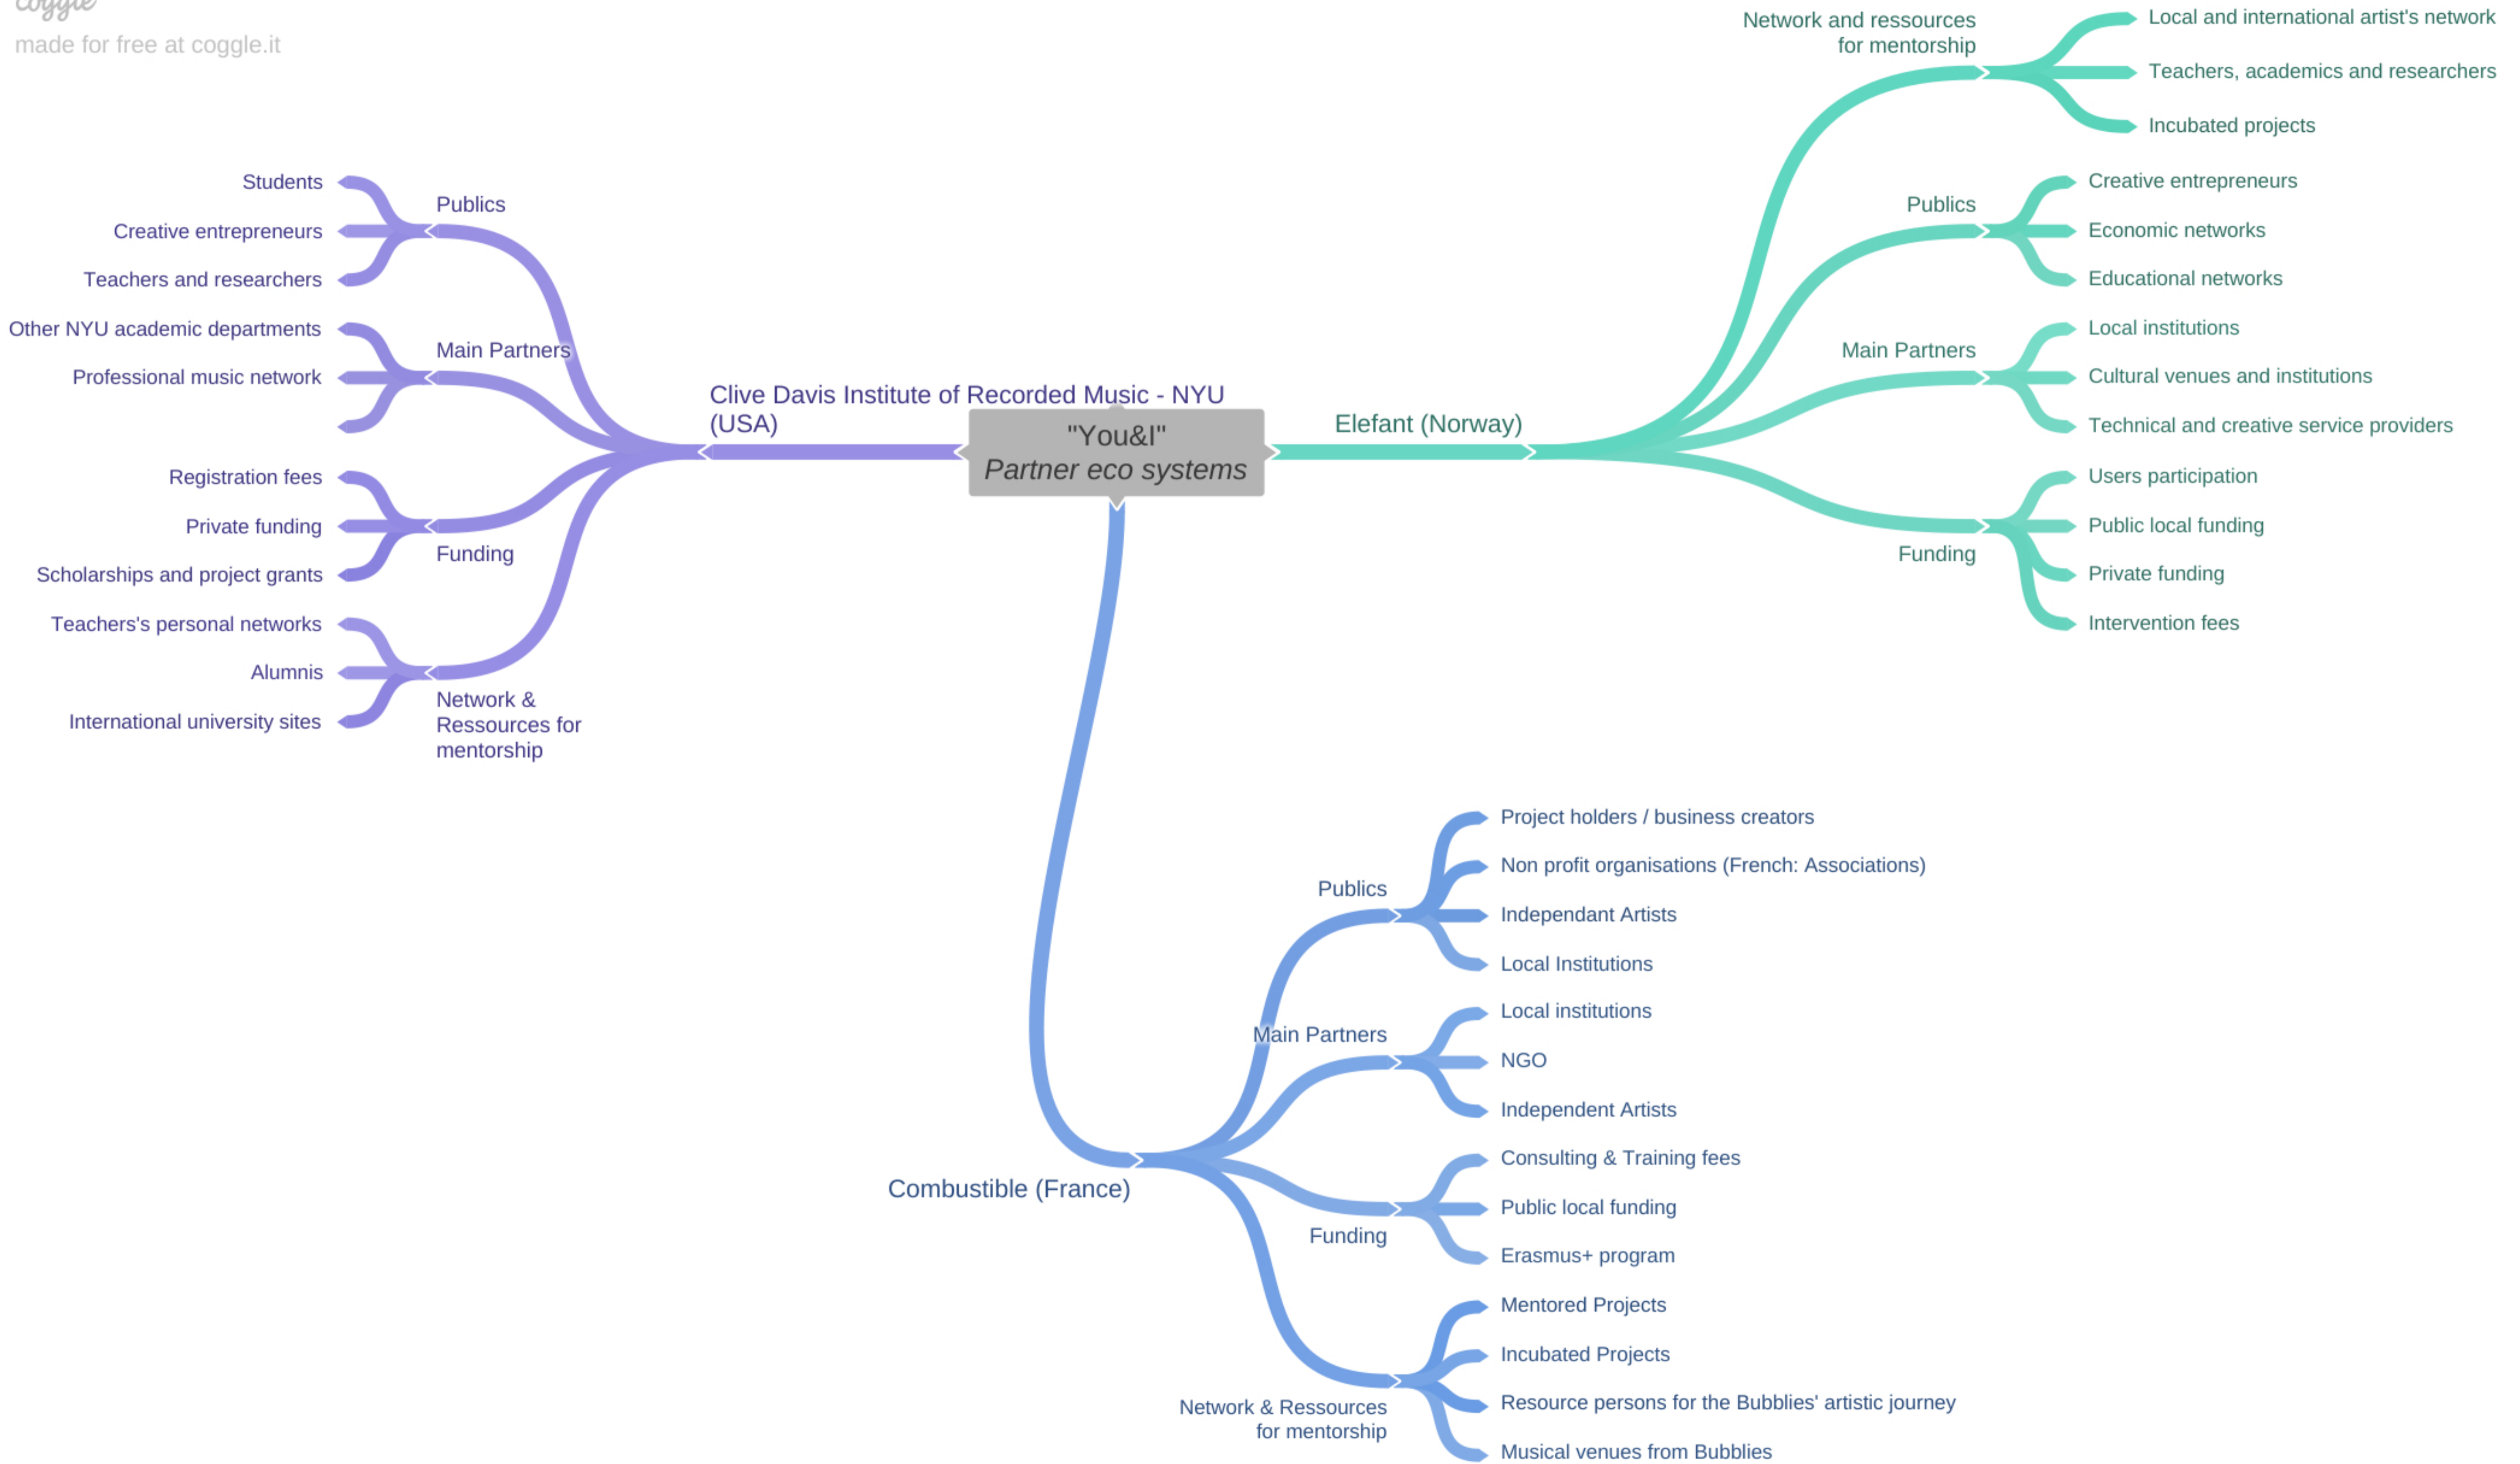 coggle
made for free at coggle.it
"You&I"
Partner eco systems
Clive Davis Institute of Recorded Music - NYU
(USA)
Publics
Students
Creative entrepreneurs
Teachers and researchers
Main Partners
Other NYU academic departments
Professional music network
Funding
Registration fees
Private funding
Scholarships and project grants
Network &
Ressources for
mentorship
Teachers's personal networks
Alumnis
International university sites
Elefant (Norway)
Network and ressources
for mentorship
Local and international artist's network
Teachers, academics and researchers
Incubated projects
Publics
Creative entrepreneurs
Economic networks
Educational networks
Main Partners
Local institutions
Cultural venues and institutions
Technical and creative service providers
Funding
Users participation
Public local funding
Private funding
Intervention fees
Combustible (France)
Publics
Project holders / business creators
Non profit organisations (French: Associations)
Independant Artists
Local Institutions
Main Partners
Local institutions
NGO
Independent Artists
Funding
Consulting & Training fees
Public local funding
Erasmus+ program
Network & Ressources
for mentorship
Mentored Projects
Incubated Projects
Resource persons for the Bubblies' artistic journey
Musical venues from Bubblies